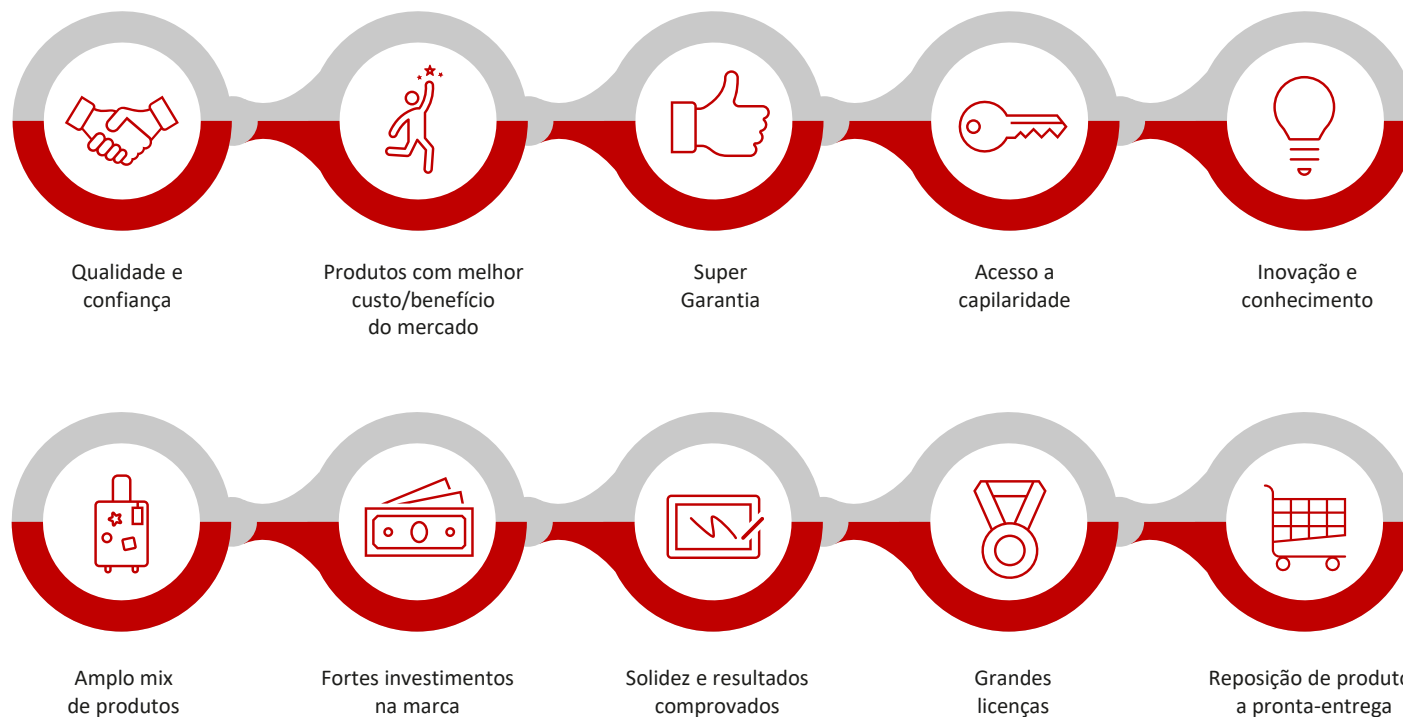 Qualidade e
confiança
Produtos com melhor
custo/benefício
do mercado
Super
Garantia
Acesso a
capilaridade
Inovação e
conhecimento
Amplo mix
de produtos
Fortes investimentos
na marca
Solidez e resultados
comprovados
Grandes
licenças
Reposição de produto
a pronta-entrega